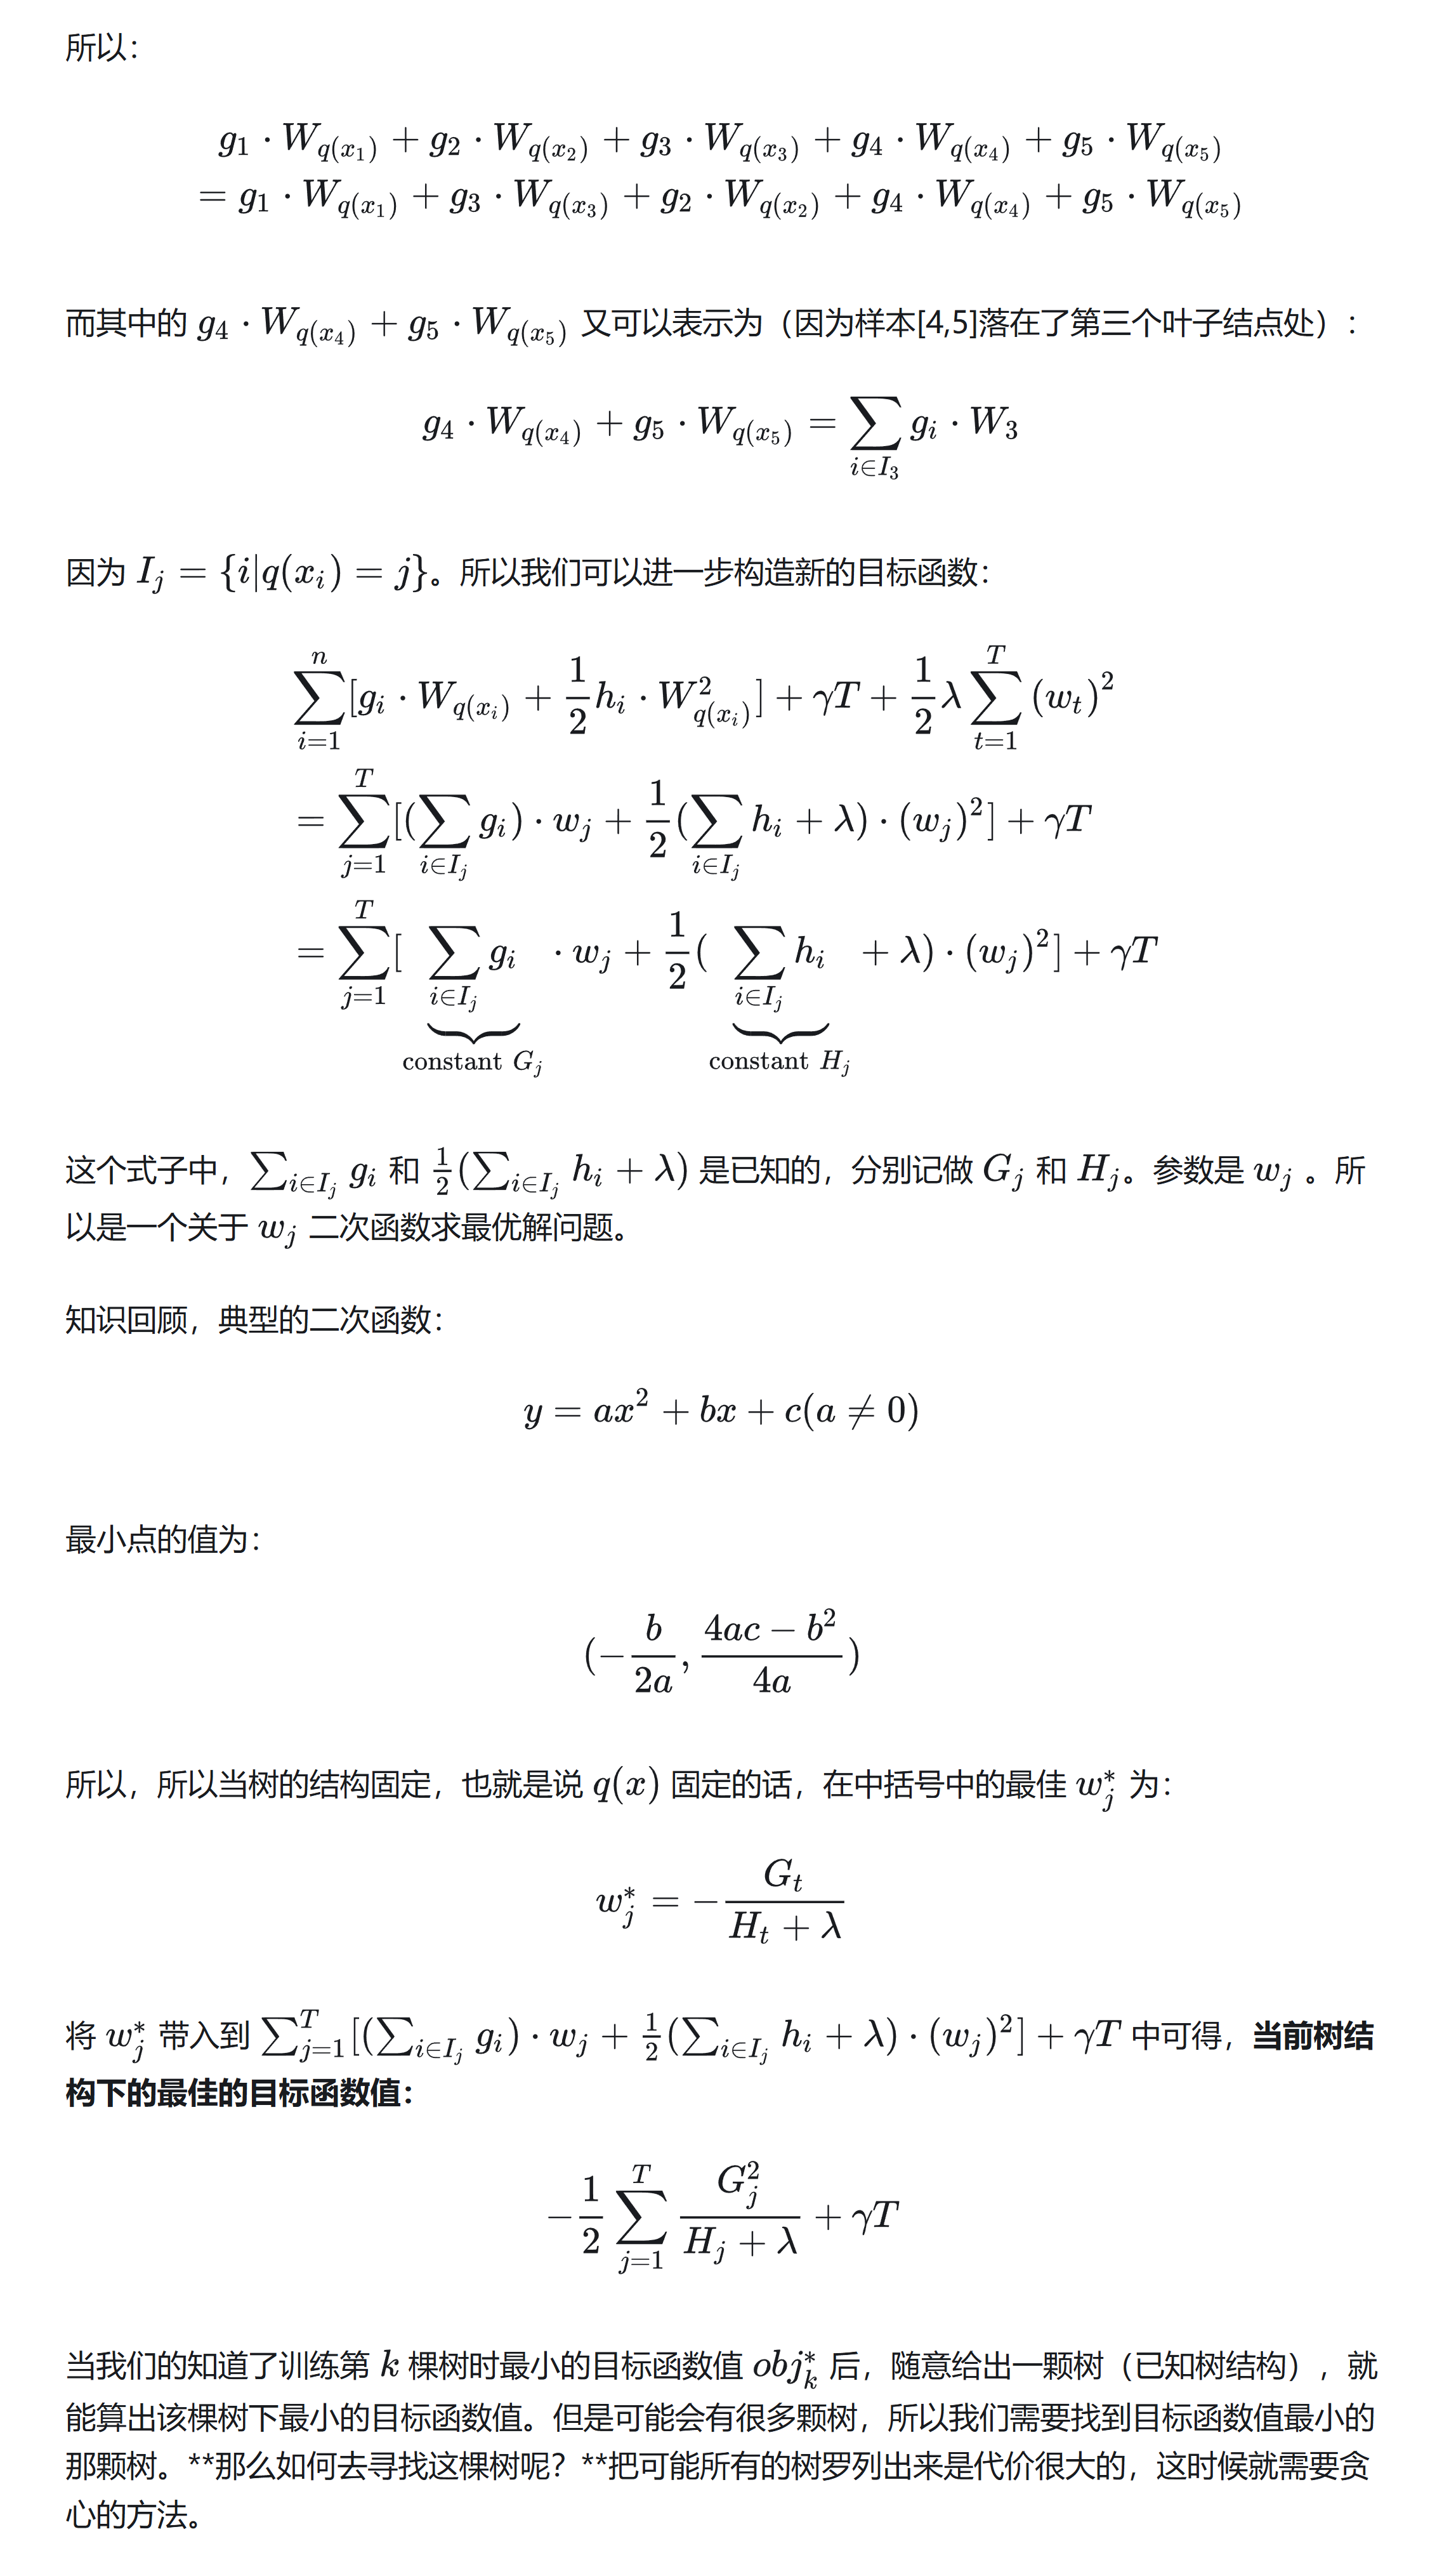 所以：
$g_1 \cdot W_{q(x_1)} + g_2 \cdot W_{q(x_2)} + g_3 \cdot W_{q(x_3)} + g_4 \cdot W_{q(x_4)} + g_5 \cdot W_{q(x_5)}$
$= g_1 \cdot W_{q(x_1)} + g_3 \cdot W_{q(x_3)} + g_2 \cdot W_{q(x_2)} + g_4 \cdot W_{q(x_4)} + g_5 \cdot W_{q(x_5)}$
而其中的 $g_4 \cdot W_{q(x_4)} + g_5 \cdot W_{q(x_5)}$ 又可以表示为（因为样本[4,5]落在了第三个叶子结点处）：
$g_4 \cdot W_{q(x_4)} + g_5 \cdot W_{q(x_5)} = \sum_{i \in I_3} g_i \cdot W_3$
因为 $I_j = \{i|q(x_i) = j\}$。所以我们可以进一步构造新的目标函数：
$\sum_{i=1}^{n} [g_i \cdot W_{q(x_i)} + \frac{1}{2} h_i \cdot W^2_{q(x_i)}] + \gamma T + \frac{1}{2} \lambda \sum_{t=1}^{T} (w_t)^2$
$= \sum_{j=1}^{T} [(\sum_{i \in I_j} g_i) \cdot w_j + \frac{1}{2} (\sum_{i \in I_j} h_i + \lambda) \cdot (w_j)^2] + \gamma T$
$= \sum_{j=1}^{T} [\underbrace{\sum_{i \in I_j} g_i}_{\text{constant } G_j} \cdot w_j + \frac{1}{2} (\underbrace{\sum_{i \in I_j} h_i}_{\text{constant } H_j} + \lambda) \cdot (w_j)^2] + \gamma T$
这个式子中，$\sum_{i \in I_j} g_i$ 和 $\frac{1}{2} (\sum_{i \in I_j} h_i + \lambda)$ 是已知的，分别记做 $G_j$ 和 $H_j$。参数是 $w_j$ 。所
以是一个关于 $w_j$ 二次函数求最优解问题。
知识回顾，典型的二次函数：
$y = ax^2 + bx + c (a \neq 0)$
最小点的值为：
$(-\frac{b}{2a}, \frac{4ac - b^2}{4a})$
所以，所以当树的结构固定，也就是说 $q(x)$ 固定的话，在中括号中的最佳 $w_j^*$ 为：
$w_j^* = -\frac{G_t}{H_t + \lambda}$
将 $w_j^*$ 带入到 $\sum_{j=1}^{T} [(\sum_{i \in I_j} g_i) \cdot w_j + \frac{1}{2} (\sum_{i \in I_j} h_i + \lambda) \cdot (w_j)^2] + \gamma T$ 中可得，当前树结
构下的最佳的目标函数值：
$-\frac{1}{2} \sum_{j=1}^{T} \frac{G_j^2}{H_j + \lambda} + \gamma T$
当我们的知道了训练第 $k$ 棵树时最小的目标函数值 $obj_k^*$ 后，随意给出一颗树（已知树结构），就
能算出该棵树下最小的目标函数值。但是可能会有很多颗树，所以我们需要找到目标函数值最小的
那颗树。**那么如何去寻找这棵树呢？**把可能所有的树罗列出来是代价很大的，这时候就需要贪
心的方法。